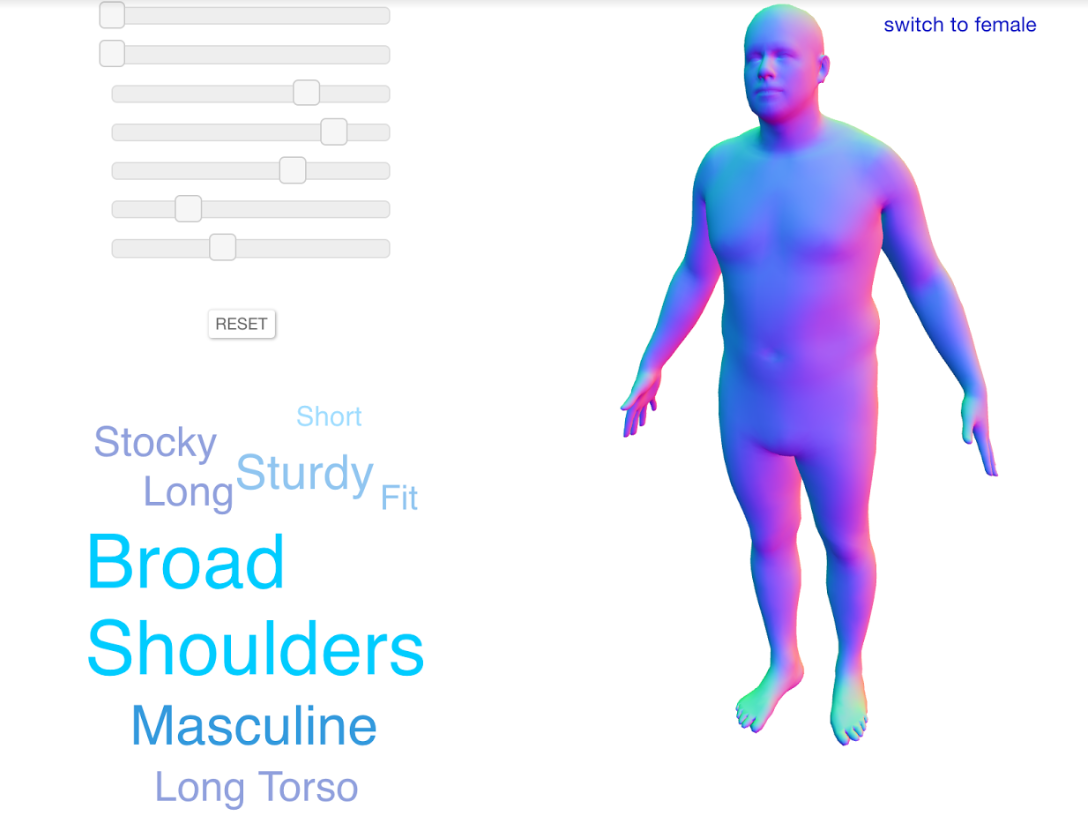 switch to female
RESET
Short
Stocky
Sturdy
Long
Fit
Broad
Shoulders
Masculine
Long Torso